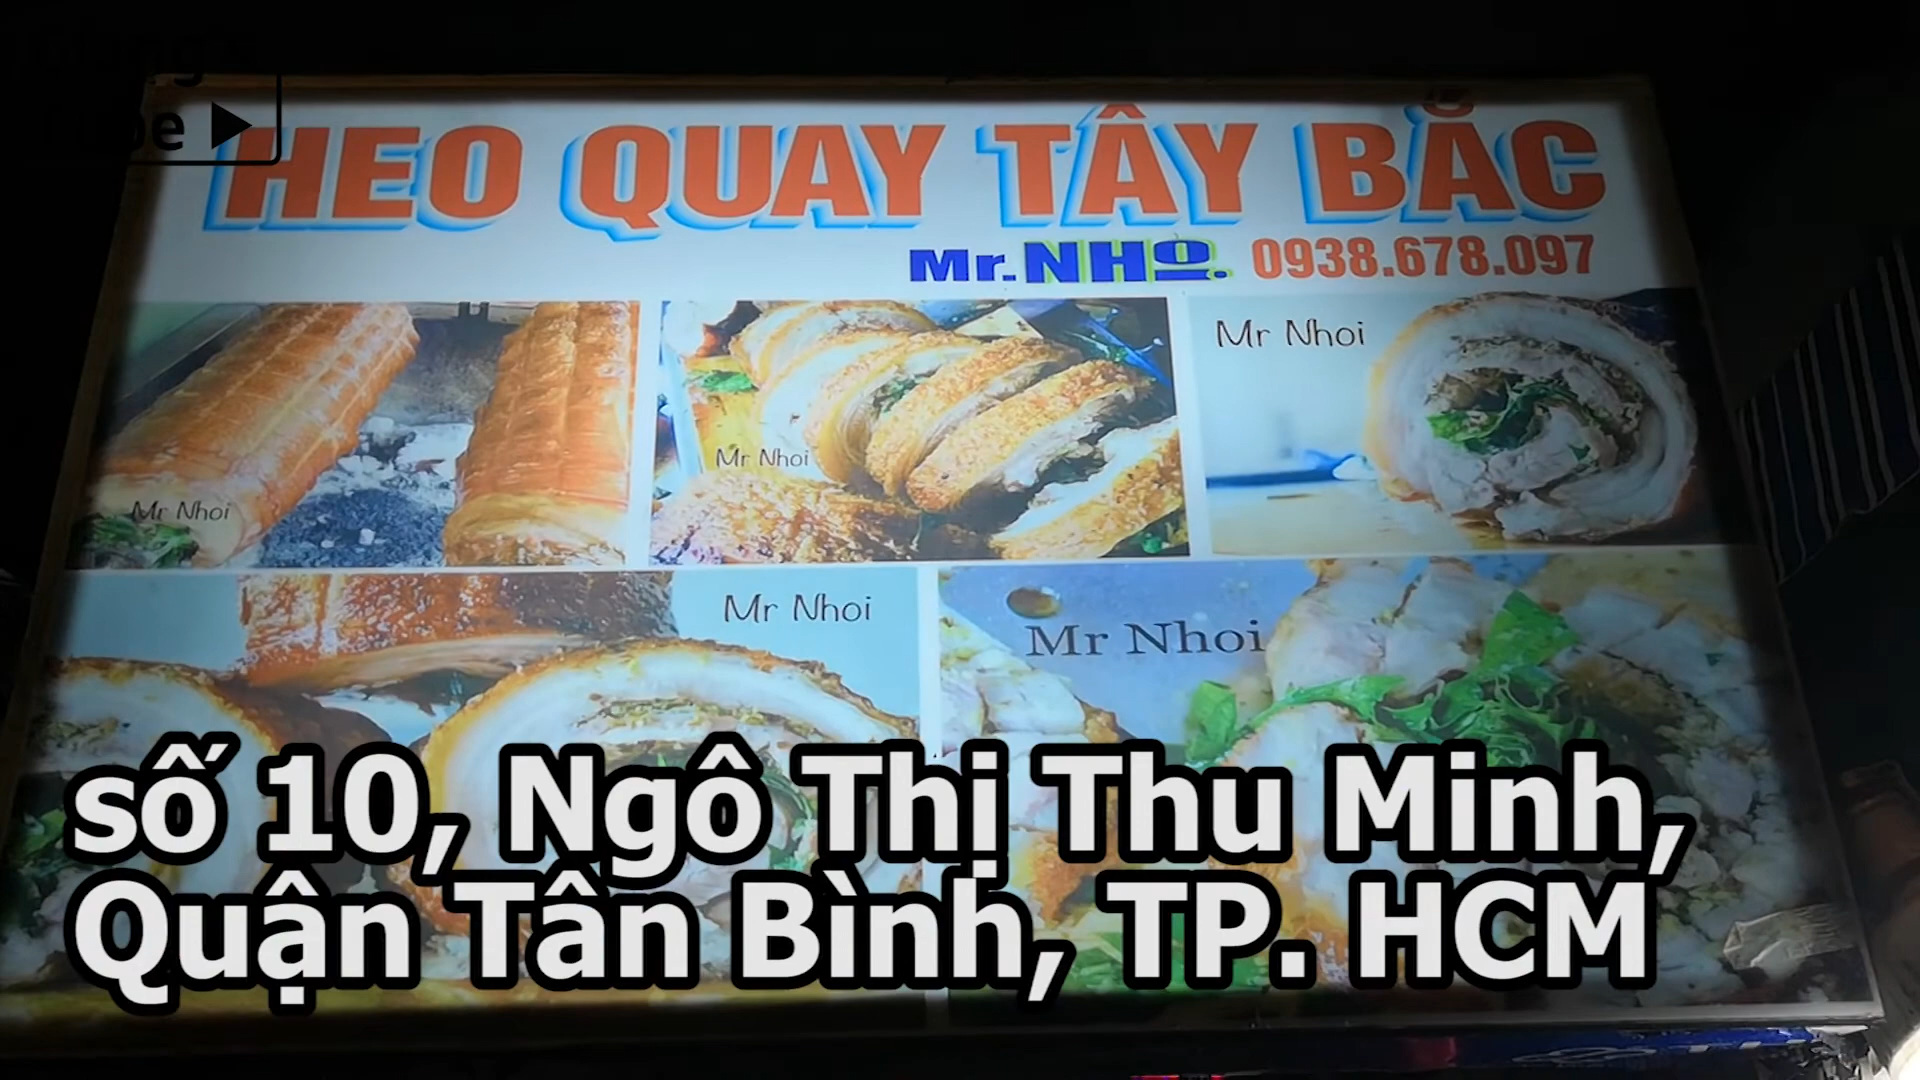 HEO QUAY TÂY BẮC
Mr.NHỌ. 0938.678.097
Mr Nhoi
Mr Nhoi
Mr Nhoi
Mr Nhoi
Mr Nhoi
số 10, Ngô Thị Thu Minh,
Quận Tân Bình, TP. HCM